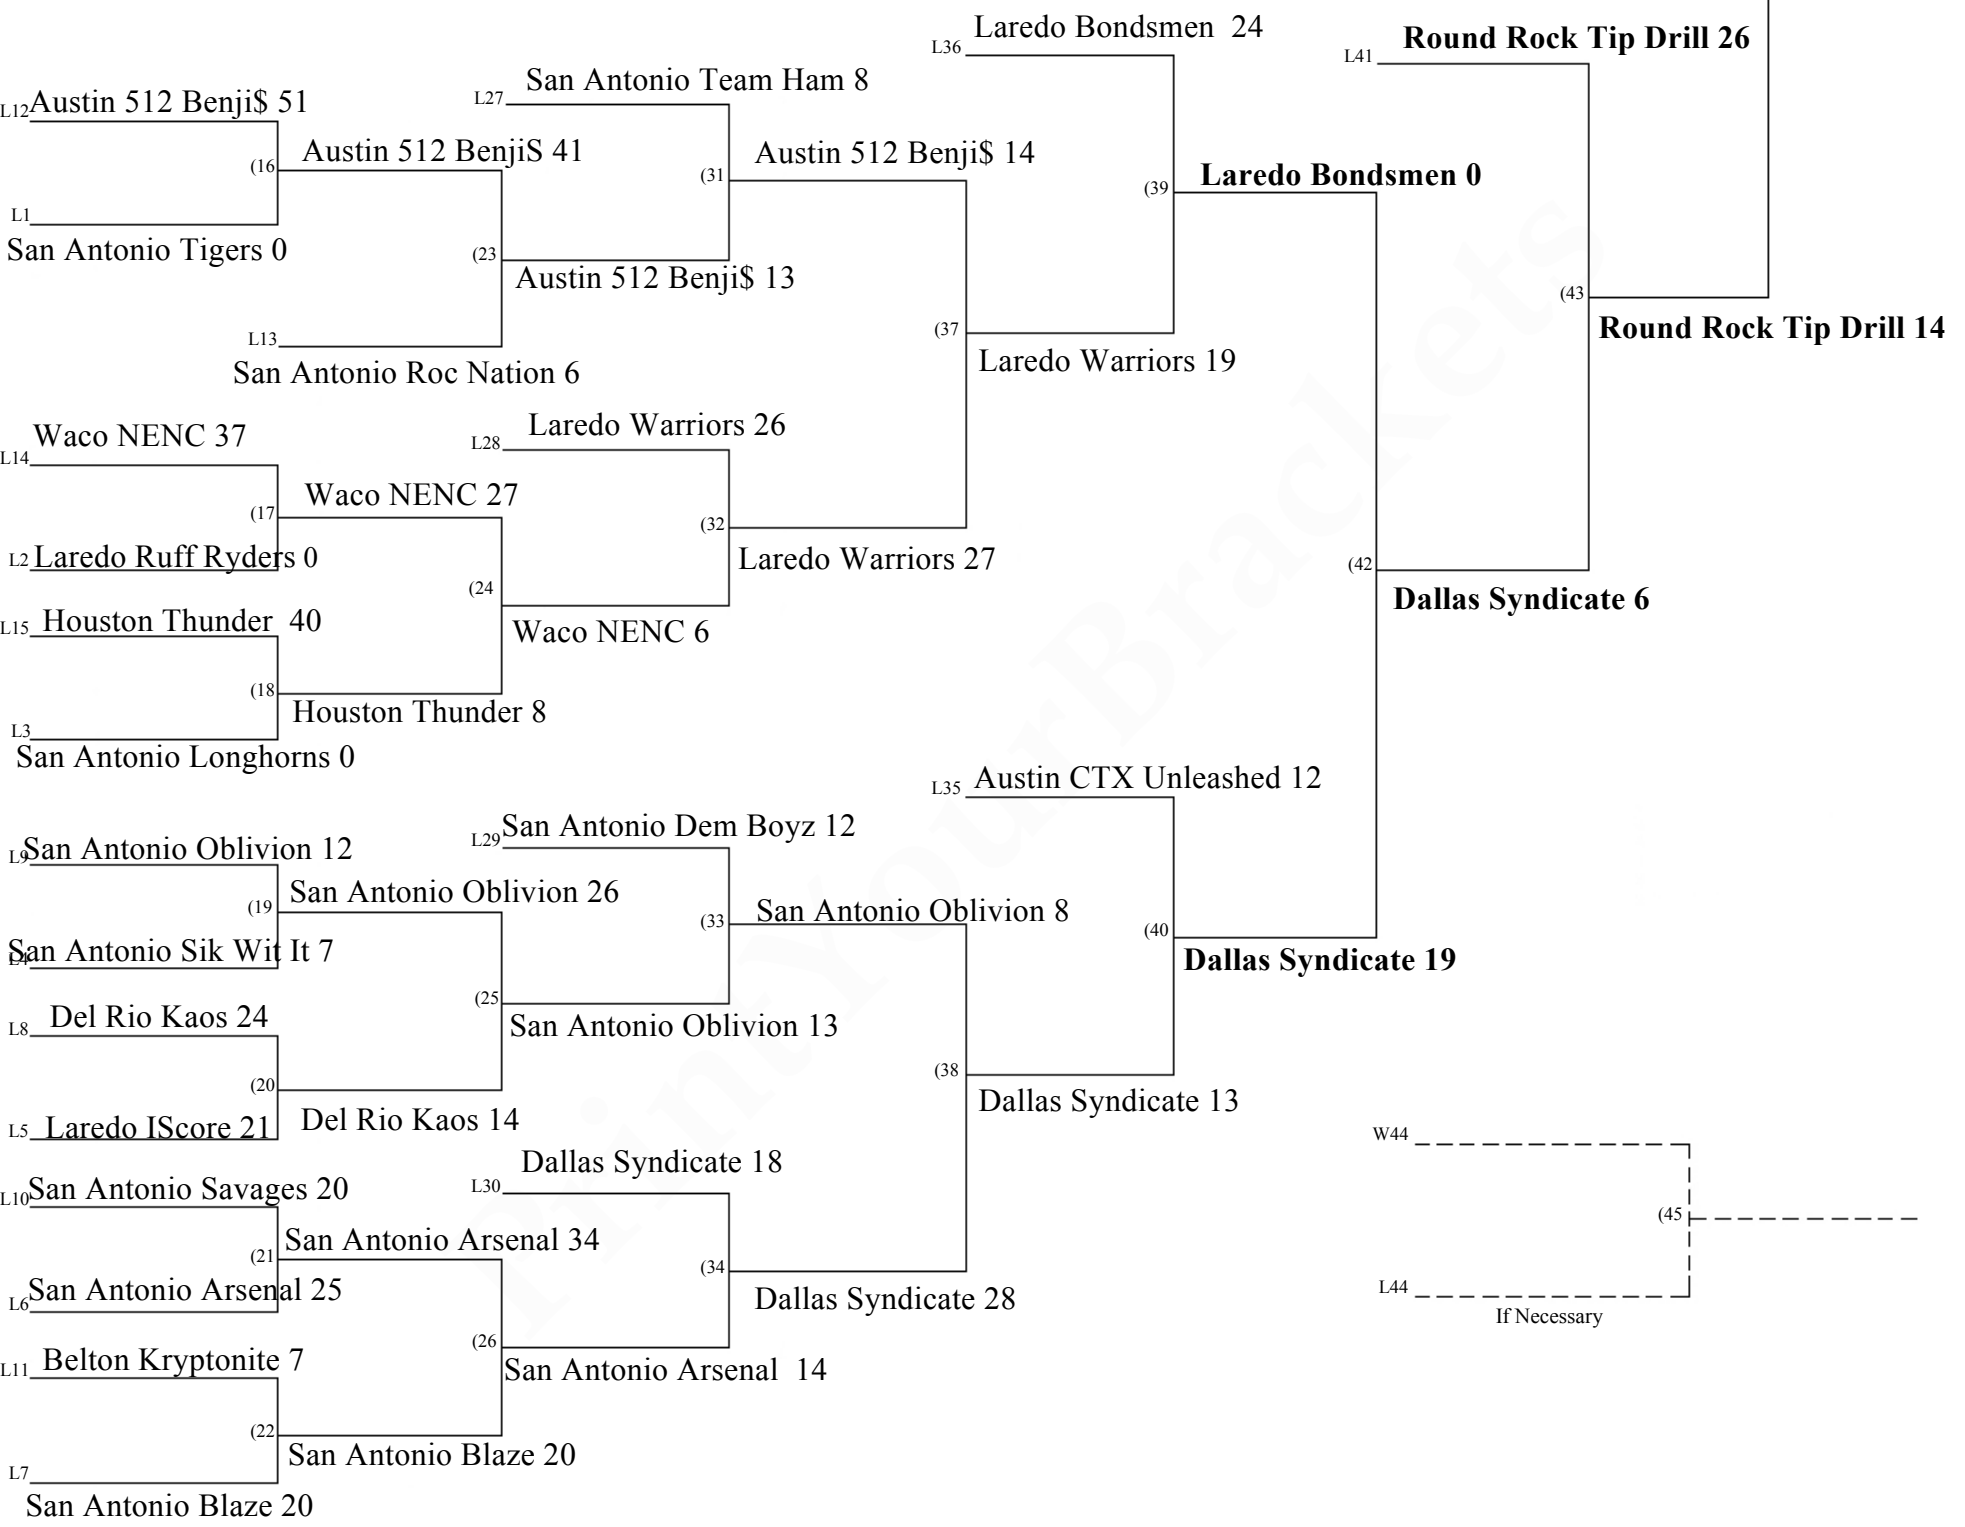 Laredo Bondsmen 24
L36
Round Rock Tip Drill 26
L41
San Antonio Team Ham 8
L27
Austin 512 Benji$ 51
L12
Austin 512 BenjiS 41
(16
Austin 512 Benji$ 14
(31
Laredo Bondsmen 0
(39
L1
San Antonio Tigers 0
(23
Austin 512 Benji$ 13
(43
Round Rock Tip Drill 14
L13
San Antonio Roc Nation 6
(37
Laredo Warriors 19
Waco NENC 37
L14
Laredo Warriors 26
L28
Waco NENC 27
(17
(32
Laredo Warriors 27
L2
Laredo Ruff Ryders 0
(42
Dallas Syndicate 6
(24
Waco NENC 6
L15
Houston Thunder 40
(18
Houston Thunder 8
L3
San Antonio Longhorns 0
L35
Austin CTX Unleashed 12
L29
San Antonio Dem Boyz 12
L9
San Antonio Oblivion 12
San Antonio Oblivion 26
(19
San Antonio Oblivion 8
(33
(40
Dallas Syndicate 19
San Antonio Sik Wit It 7
L4
(25
San Antonio Oblivion 13
Del Rio Kaos 24
L8
(20
Del Rio Kaos 14
(38
Dallas Syndicate 13
L5
Laredo IScore 21
W44
Dallas Syndicate 18
L30
San Antonio Savages 20
L10
San Antonio Arsenal 34
(21
(45
San Antonio Arsenal 25
L6
(34
Dallas Syndicate 28
L44
If Necessary
(26
San Antonio Arsenal 14
Belton Kryptonite 7
L11
(22
San Antonio Blaze 20
L7
San Antonio Blaze 20
PrintYourBrackets